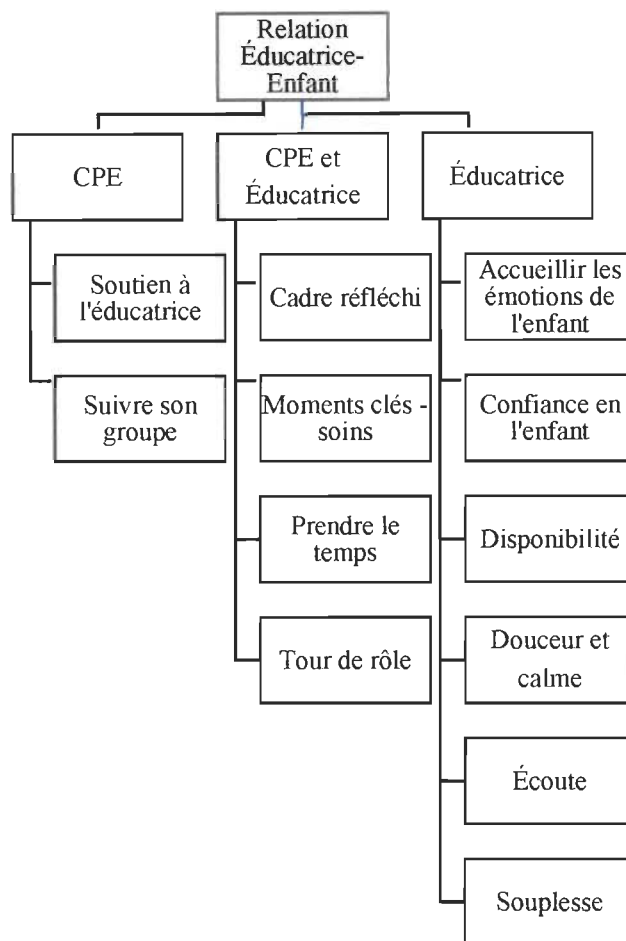 Relation
Éducatrice-
Enfant
CPE
CPE et
Éducatrice
Éducatrice
Soutien à
l'éducatrice
Suivre son
groupe
Cadre réfléchi
Moments clés -
soins
Prendre le
temps
Tour de rôle
Accueillir les
émotions de
l'enfant
Confiance en
l'enfant
Disponibilité
Douceur et
calme
Écoute
Souplesse